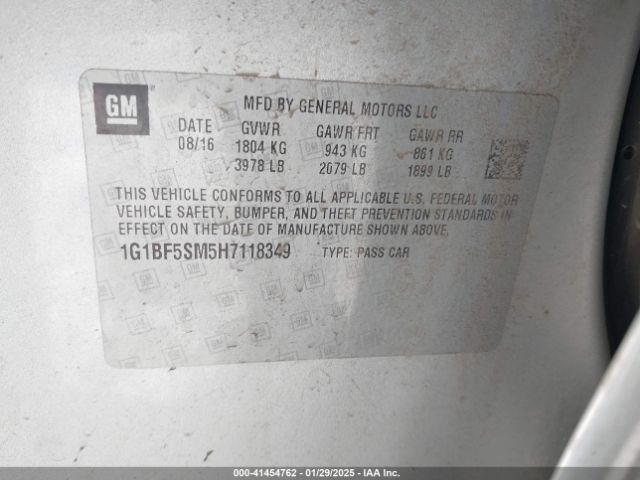 GM
MFD BY GENERAL MOTORS LLC
DATE GVWR GAWR FRT GAWR RR
08/16 1804 KG 943 KG 861 KG
3978 LB 2079 LB 1899 LB
THIS VEHICLE CONFORMS TO ALL APPLICABLE U.S. FEDERAL MOTOR
VEHICLE SAFETY, BUMPER, AND THEFT PREVENTION STANDARDS IN
EFFECT ON THE DATE OF MANUFACTURE SHOWN ABOVE.
1G1BF5SM5H7118349 TYPE: PASS CAR
000-41454762 - 01/29/2025 - IAA Inc.